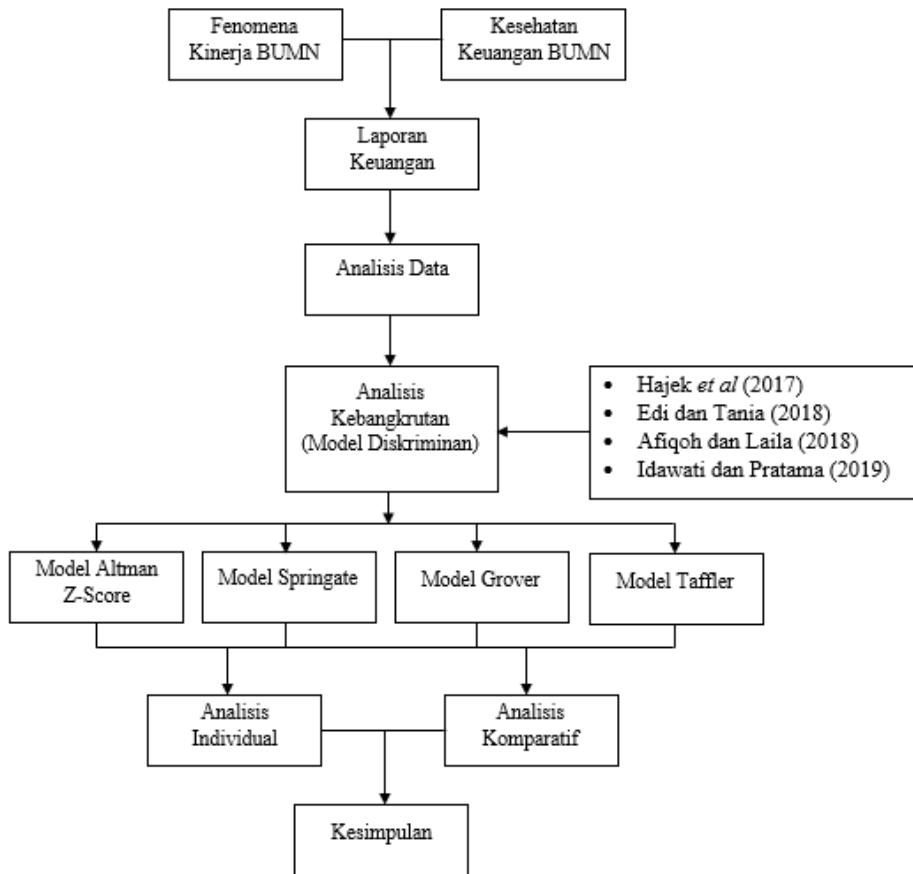 Fenomena
Kinerja BUMN
Kesehatan
Keuangan BUMN
Laporan
Keuangan
Analisis Data
Analisis
Kebangkrutan
(Model Diskriminan)
• Hajek et al (2017)
• Edi dan Tania (2018)
• Afiqoh dan Laila (2018)
• Idawati dan Pratama (2019)
Model Altman
Z-Score
Model Springate
Model Grover
Model Taffler
Analisis
Individual
Analisis
Komparatif
Kesimpulan